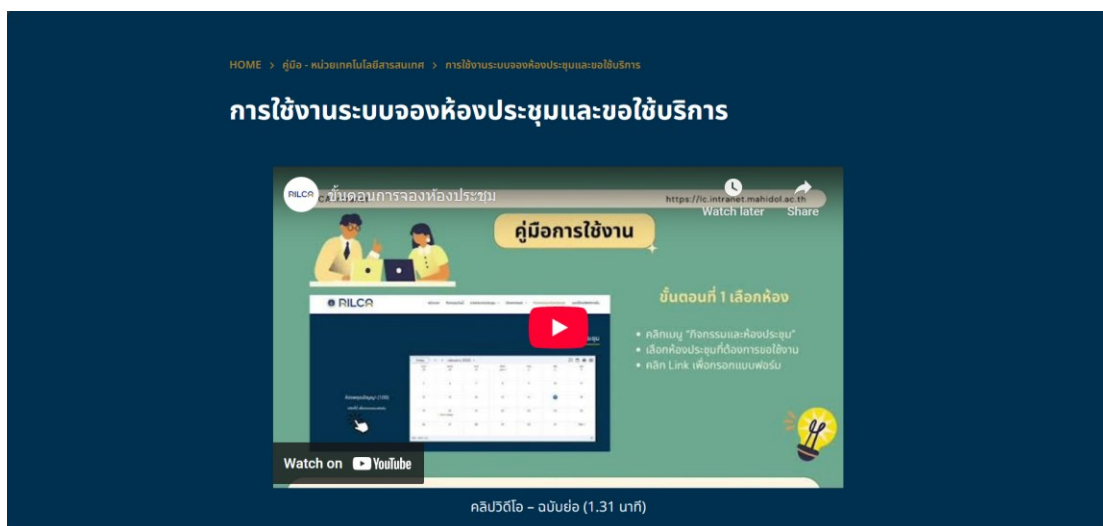 HOME > คู่มือ - หน่วยเทคโนโลยีสารสนเทศ > การใช้งานระบบจองห้องประชุมและขอใช้บริการ
การใช้งานระบบจองห้องประชุมและขอใช้บริการ
RILCA
ขั้นตอนการจองห้องประชุม
https://lc.intranet.mahidol.ac.th
Watch later
Share
คู่มือการใช้งาน
RILCA
ขั้นตอนที่ 1 เลือกห้อง
คลิกเมนู "กิจกรรมและห้องประชุม"
เลือกห้องประชุมที่ต้องการขอใช้งาน
คลิก Link เพื่อกรอกแบบฟอร์ม
Watch on YouTube
คลิปวิดีโอ – ฉบับย่อ (1.31 นาที)